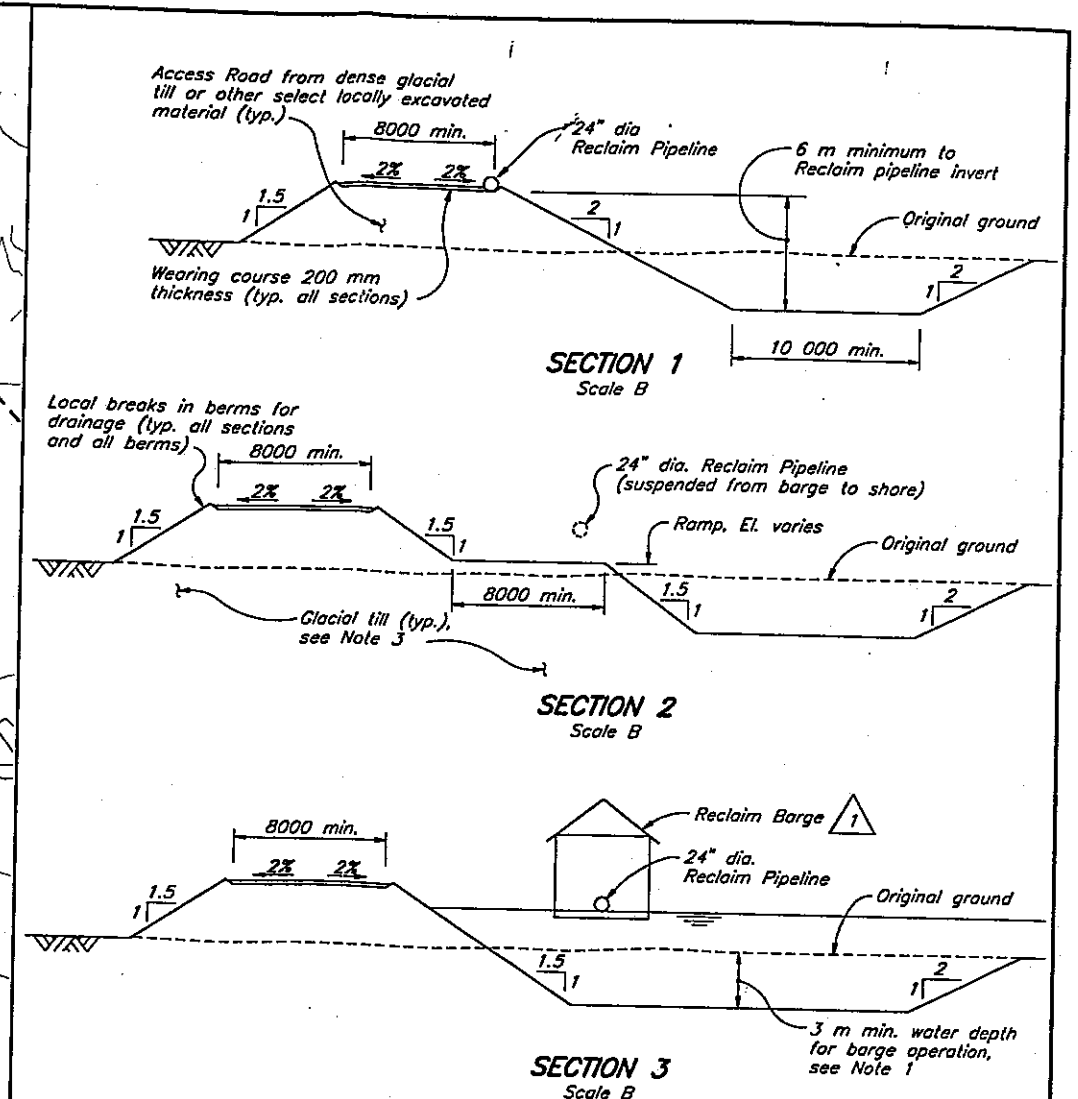 Access Road from dense glacial
till or other select locally excavated
material (typ.)
8000 min.
24" dia
Reclaim Pipeline
6 m minimum to
Reclaim pipeline invert
2%
2%
1.5
1
2
1
Original ground
2
1
Wearing course 200 mm
thickness (typ. all sections)
10 000 min.
SECTION 1
Scale B
Local breaks in berms for
drainage (typ. all sections
and all berms)
8000 min.
24" dia. Reclaim Pipeline
(suspended from barge to shore)
2%
2%
1.5
1
1.5
1
Ramp, El. varies
Original ground
8000 min.
1.5
1
2
1
Glacial till (typ.),
see Note 3
SECTION 2
Scale B
8000 min.
Reclaim Barge
1
2%
2%
24" dia.
Reclaim Pipeline
1.5
1
Original ground
1.5
1
2
1
3 m min. water depth
for barge operation,
see Note 1
SECTION 3
Scale B